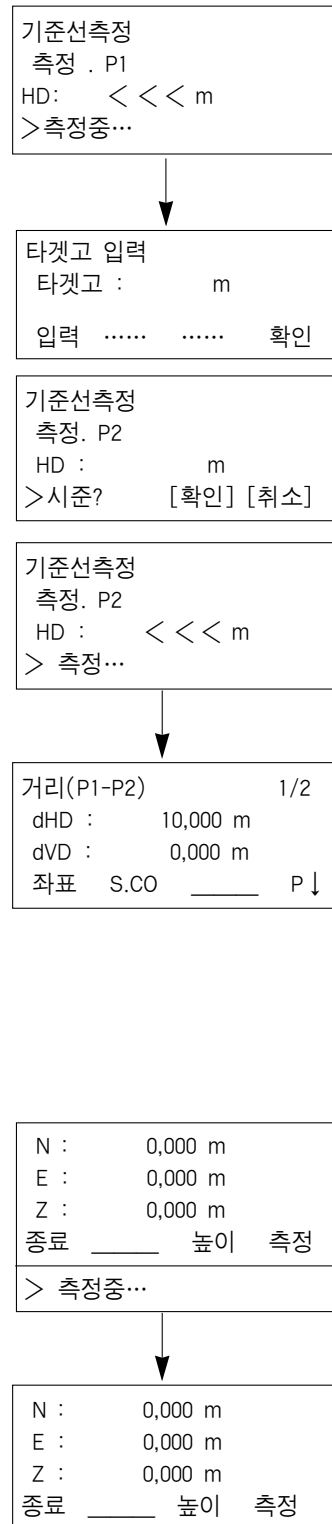 기준선측정
측정 . P1
HD: <<< m
>측정중…
타겟고 입력
타겟고 : m
입력 …… …… 확인
기준선측정
측정. P2
HD : m
>시준? [확인] [취소]
기준선측정
측정. P2
HD : <<< m
> 측정…
거리(P1-P2) 1/2
dHD : 10,000 m
dVD : 0,000 m
좌표 S.CO _____ P↓
N : 0,000 m
E : 0,000 m
Z : 0,000 m
종료 _____ 높이 측정
> 측정중…
N : 0,000 m
E : 0,000 m
Z : 0,000 m
종료 _____ 높이 측정